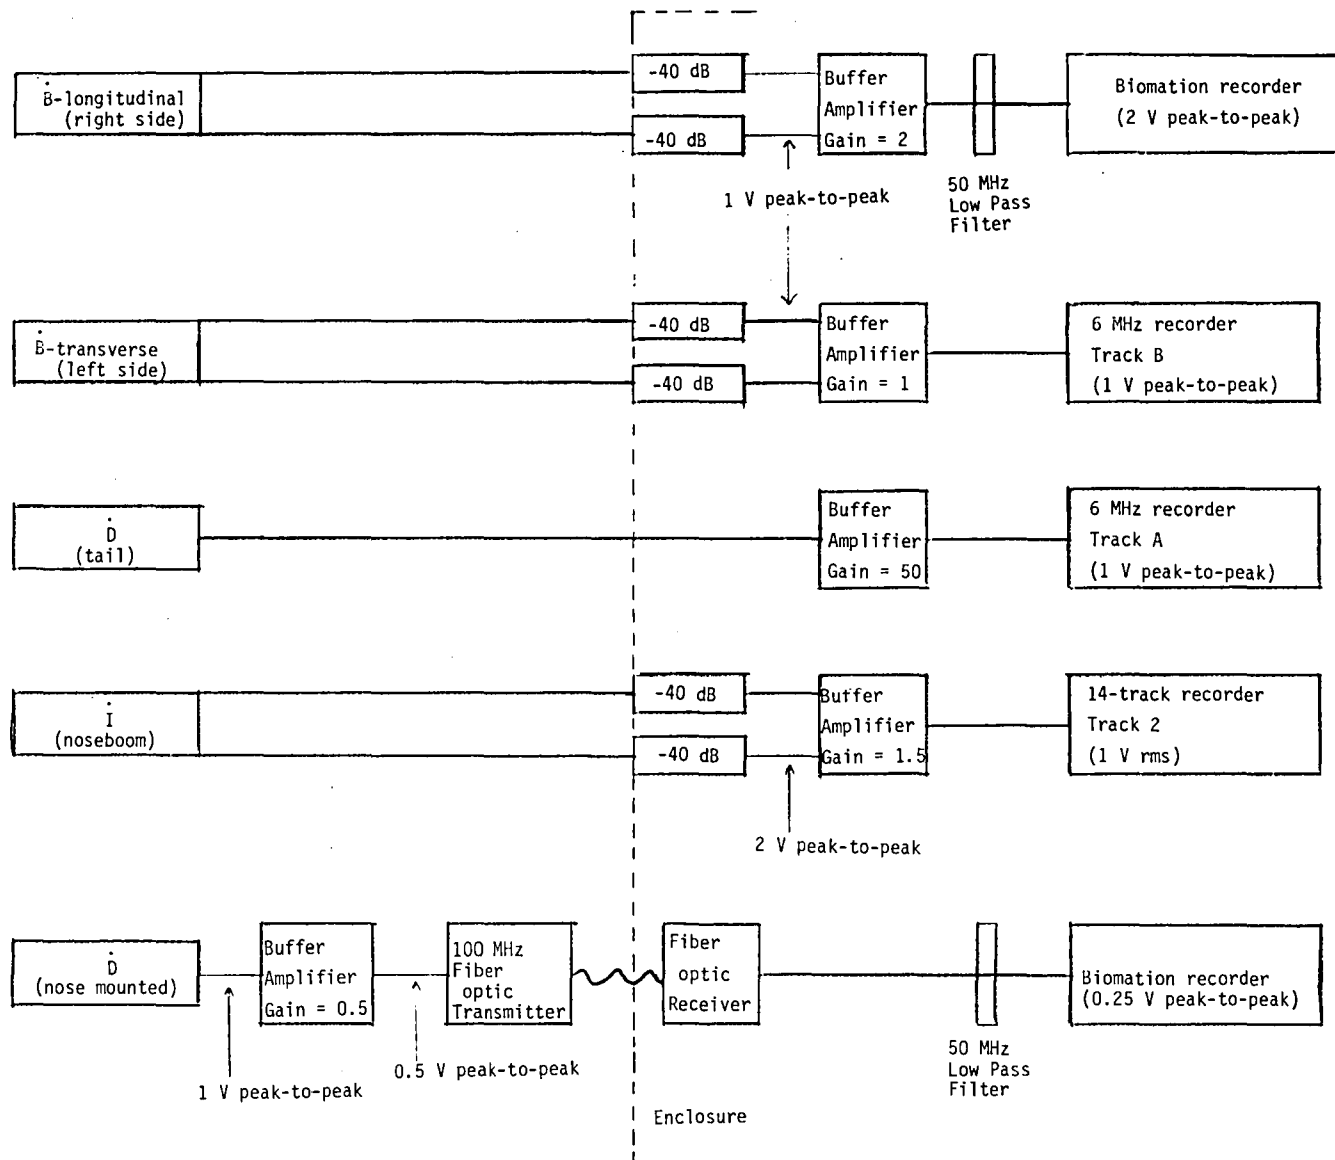 Ḃ-longitudinal
(right side)
-40 dB
-40 dB
Buffer
Amplifier
Gain = 2
Biomation recorder
(2 V peak-to-peak)
1 V peak-to-peak
50 MHz
Low Pass
Filter
Ḃ-transverse
(left side)
-40 dB
-40 dB
Buffer
Amplifier
Gain = 1
6 MHz recorder
Track B
(1 V peak-to-peak)
Ḋ
(tail)
Buffer
Amplifier
Gain = 50
6 MHz recorder
Track A
(1 V peak-to-peak)
İ
(noseboom)
-40 dB
-40 dB
Buffer
Amplifier
Gain = 1.5
14-track recorder
Track 2
(1 V rms)
2 V peak-to-peak
Ḋ
(nose mounted)
Buffer
Amplifier
Gain = 0.5
100 MHz
Fiber
optic
Transmitter
Fiber
optic
Receiver
Biomation recorder
(0.25 V peak-to-peak)
1 V peak-to-peak
0.5 V peak-to-peak
50 MHz
Low Pass
Filter
Enclosure